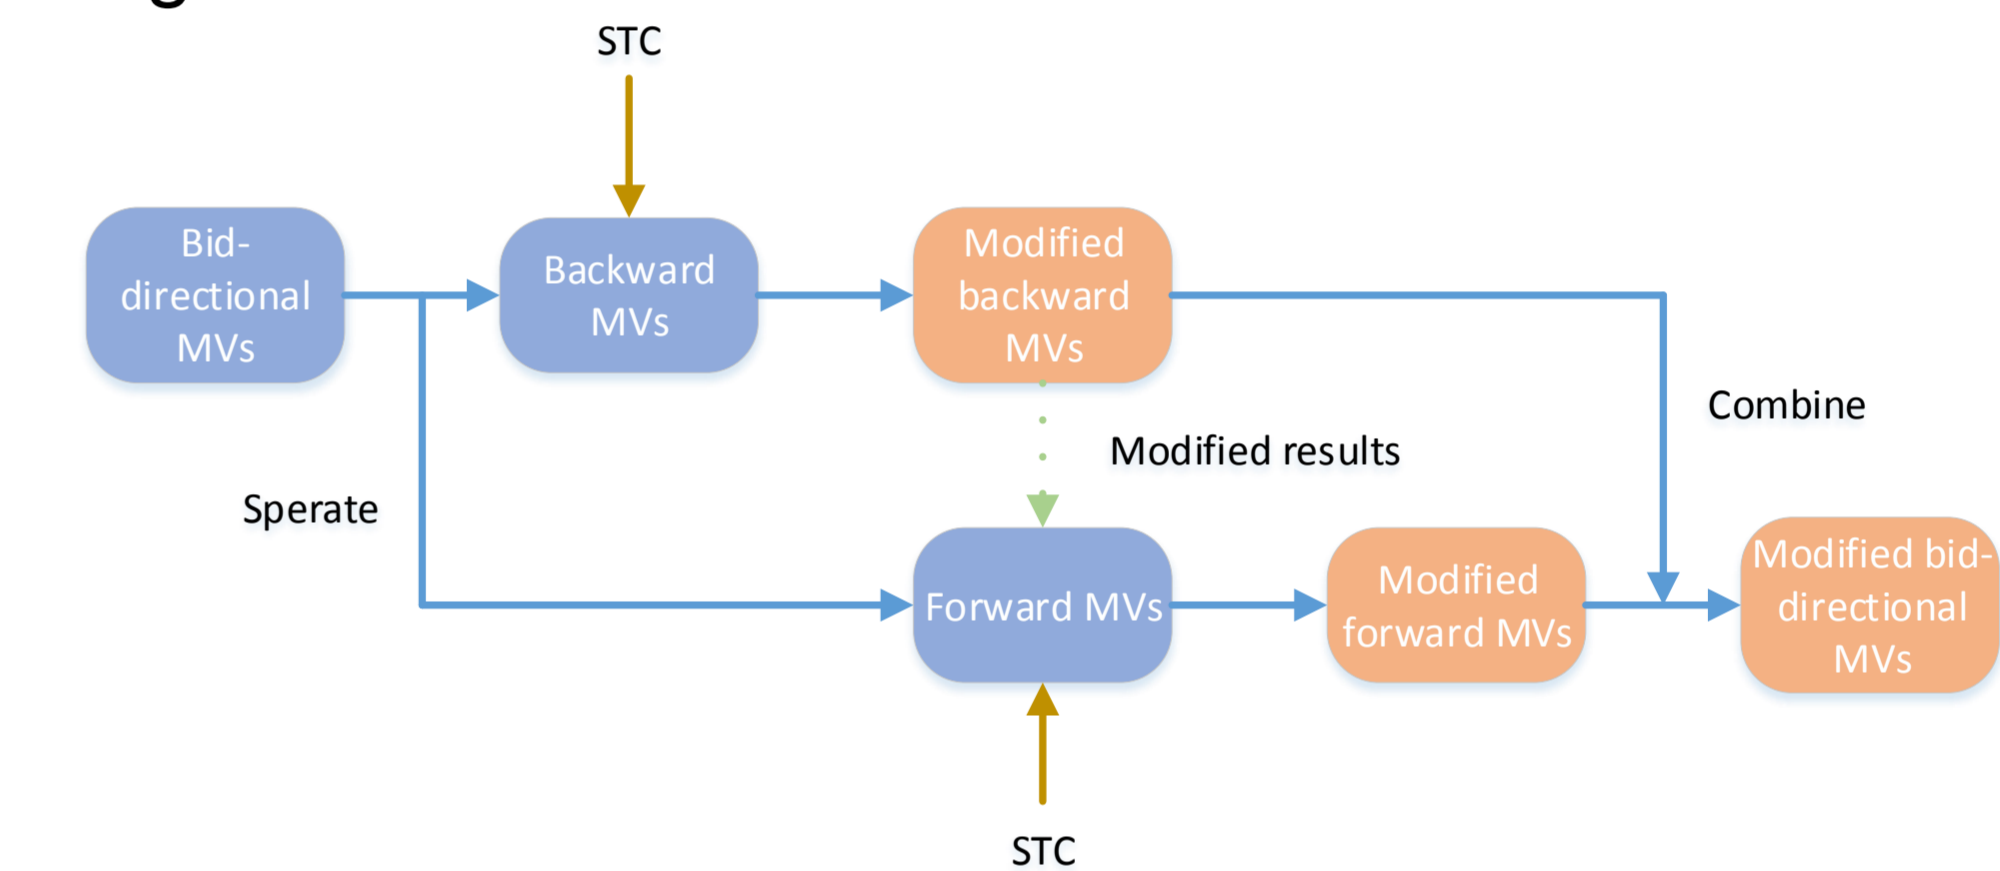 STC
Bid-
directional
MVs
Backward
MVs
Modified
backward
MVs
Combine
Modified results
Sperate
Forward MVs
Modified
forward MVs
Modified bid-
directional
MVs
STC